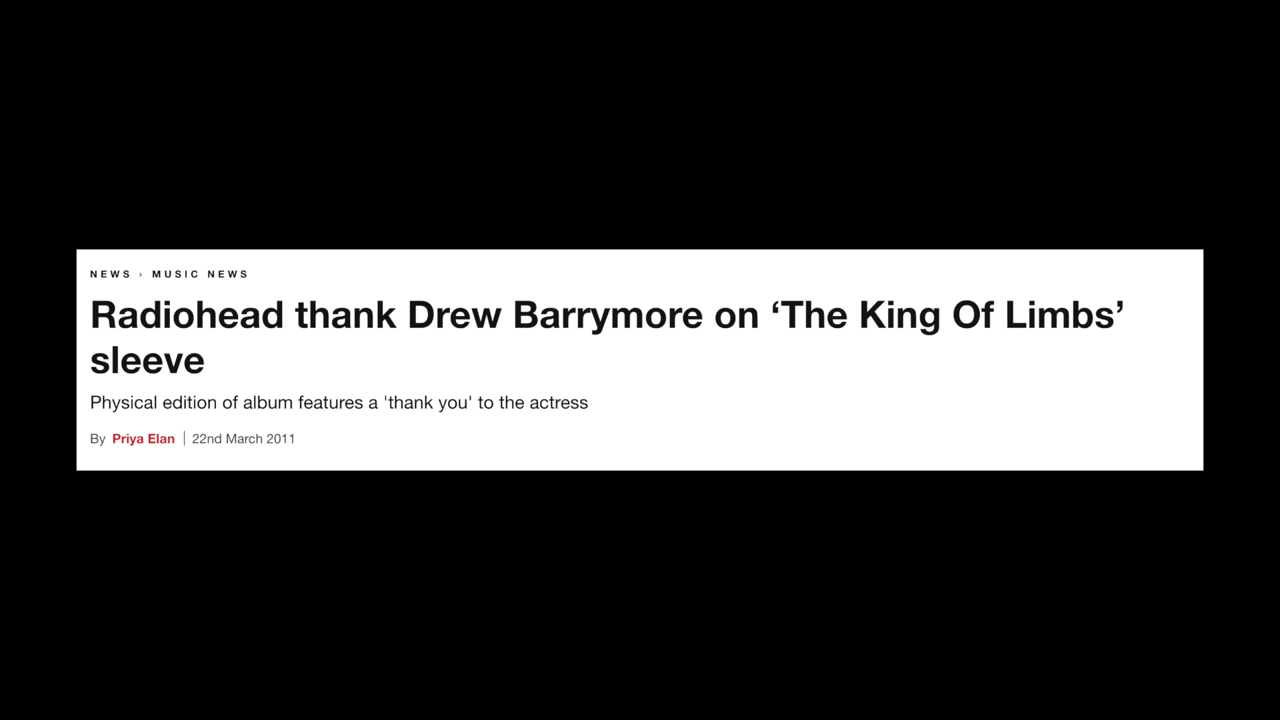 NEWS › MUSIC NEWS
Radiohead thank Drew Barrymore on ‘The King Of Limbs’
sleeve
Physical edition of album features a 'thank you' to the actress
By Priya Elan | 22nd March 2011